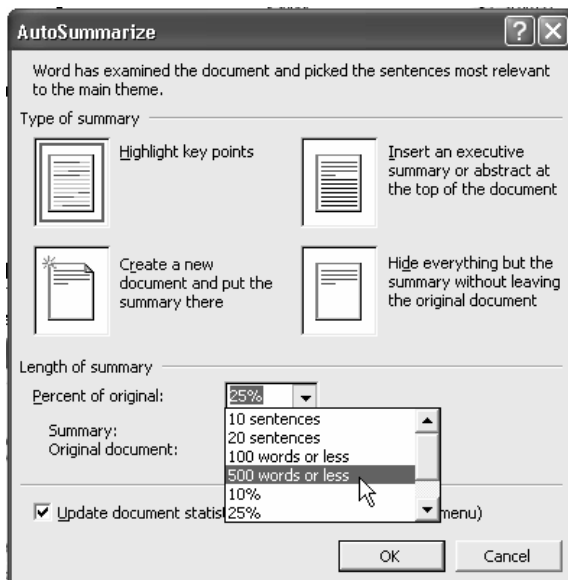 AutoSummarize
Word has examined the document and picked the sentences most relevant
to the main theme.
Type of summary
Highlight key points
Insert an executive
summary or abstract at
the top of the document
Create a new
document and put the
summary there
Hide everything but the
summary without leaving
the original document
Length of summary
Percent of original:
25%
10 sentences
20 sentences
100 words or less
500 words or less
10%
25%
Summary:
Original document:
Update document menu)
OK
Cancel